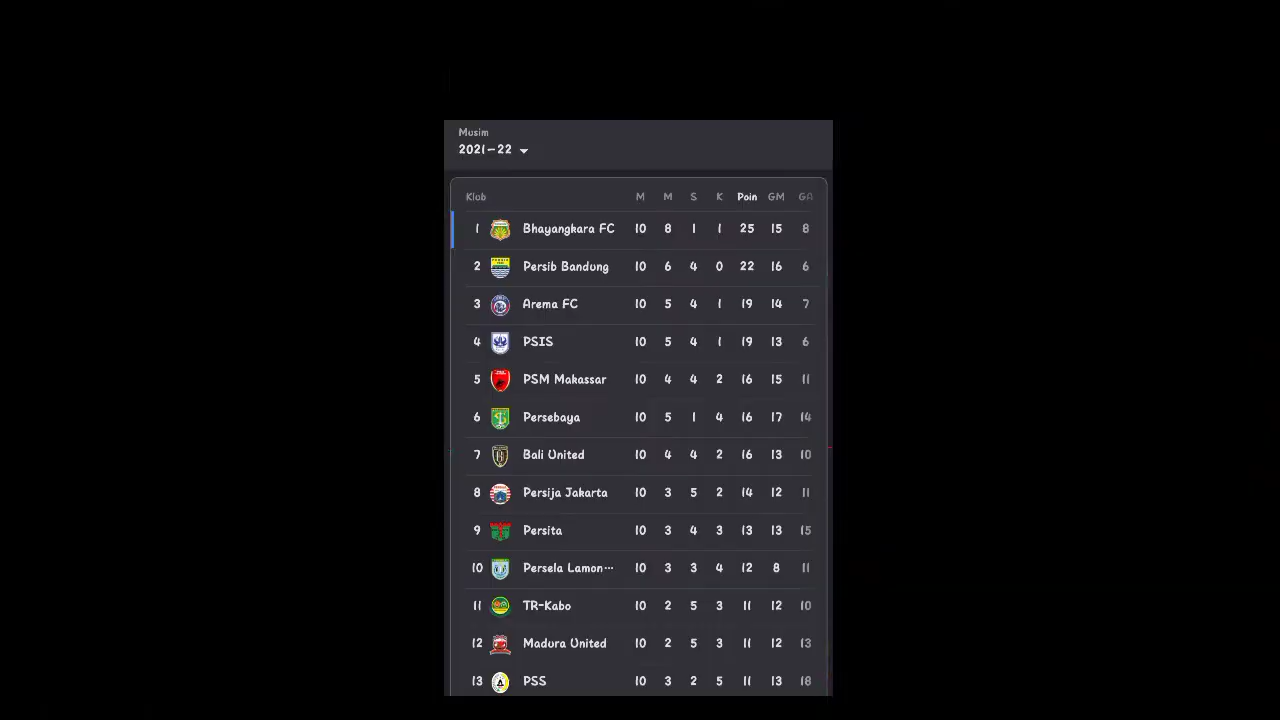 Musim
2021-22
Klub M M S K Poin GM GA
1 Bhayangkara FC 10 8 1 1 25 15 8
2 Persib Bandung 10 6 4 0 22 16 6
3 Arema FC 10 5 4 1 19 14 7
4 PSIS 10 5 4 1 19 13 6
5 PSM Makassar 10 4 4 2 16 15 11
6 Persebaya 10 5 1 4 16 17 14
7 Bali United 10 4 4 2 16 13 10
8 Persija Jakarta 10 3 5 2 14 12 11
9 Persita 10 3 4 3 13 13 15
10 Persela Lamon... 10 3 3 4 12 8 11
11 TR-Kabo 10 2 5 3 11 12 10
12 Madura United 10 2 5 3 11 12 13
13 PSS 10 3 2 5 11 13 18